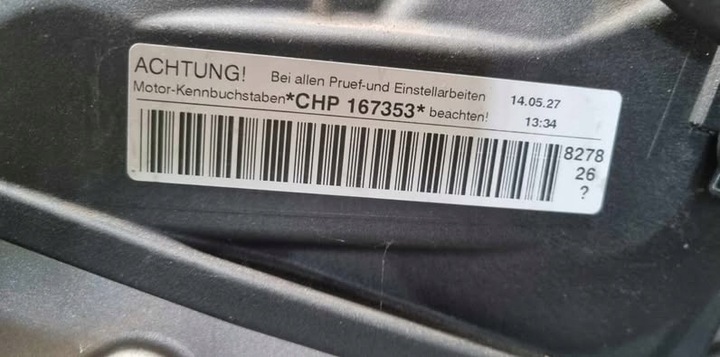 ACHTUNG! Bei allen Pruef-und Einstellarbeiten 14.05.27
Motor-Kennbuchstaben*CHP 167353* beachten! 13:34
8278
26
?